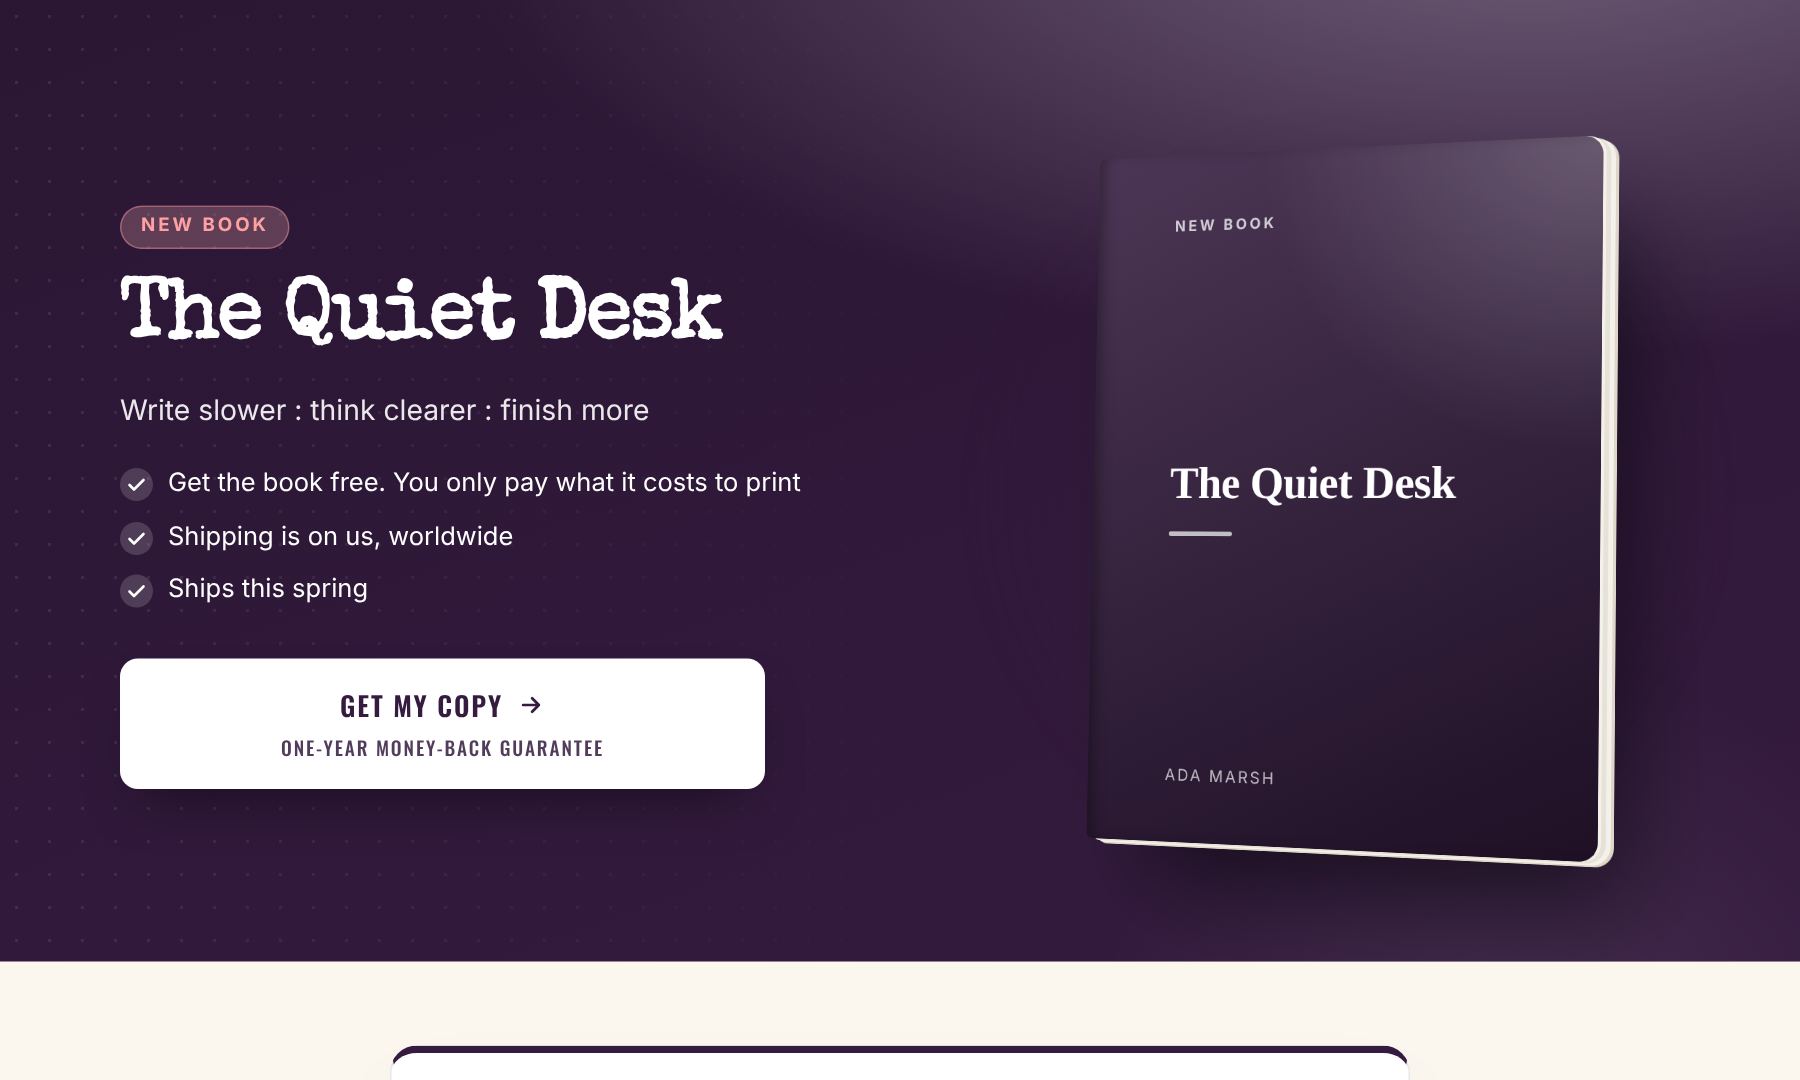 NEW BOOK
The Quiet Desk
Write slower : think clearer : finish more
Get the book free. You only pay what it costs to print
Shipping is on us, worldwide
Ships this spring
GET MY COPY →
ONE-YEAR MONEY-BACK GUARANTEE
NEW BOOK
The Quiet Desk
ADA MARSH